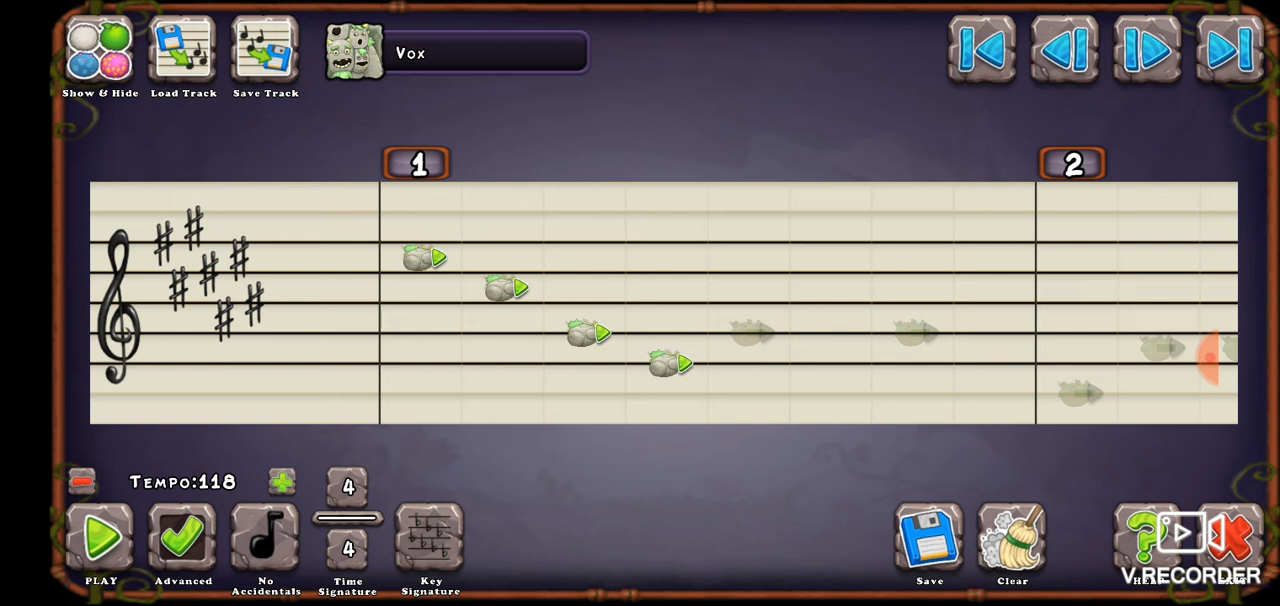 Vox
Show & Hide
Load Track
Save Track
1
2
Tempo:118
4
4
PLAY
Advanced
No
Accidentals
Time
Signature
Key
Signature
Save
Clear
V.RECORDER